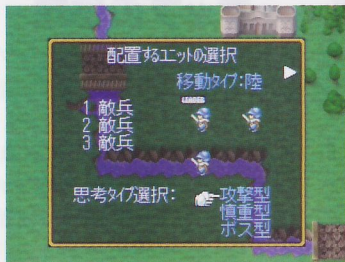 配置するユニットの選択
移動タイプ:陸
LEADER
1 敵兵
2 敵兵
3 敵兵
思考タイプ選択: 攻撃型
慎重型
ボス型